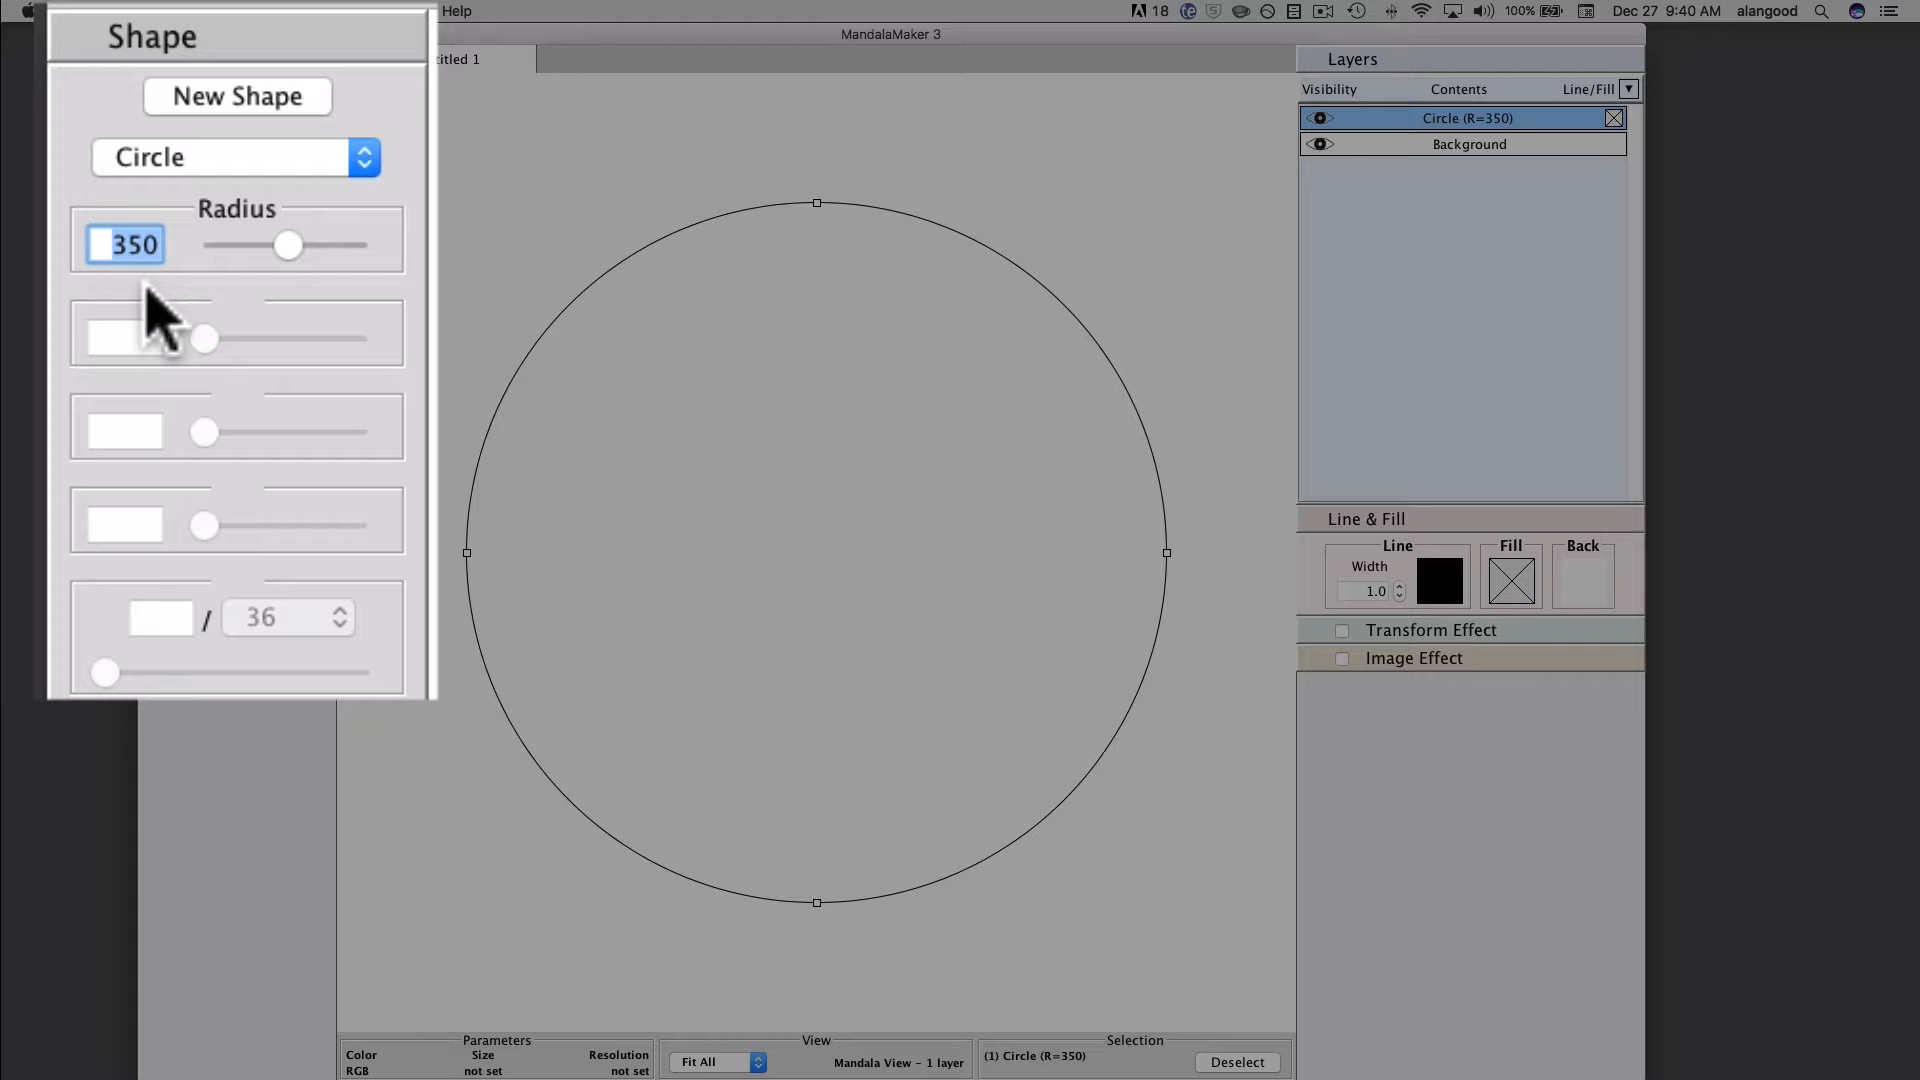 Help
18
100%
Dec 27 9:40 AM
alangood
MandalaMaker 3
Shape
New Shape
Circle
Radius
350
/ 36
titled 1
Layers
Visibility Contents Line/Fill
Circle (R=350)
Background
Line & Fill
Line Fill Back
Width
1.0
Transform Effect
Image Effect
Parameters
Color Size Resolution
RGB not set not set
View
Fit All Mandala View - 1 layer
Selection
(1) Circle (R=350)
Deselect